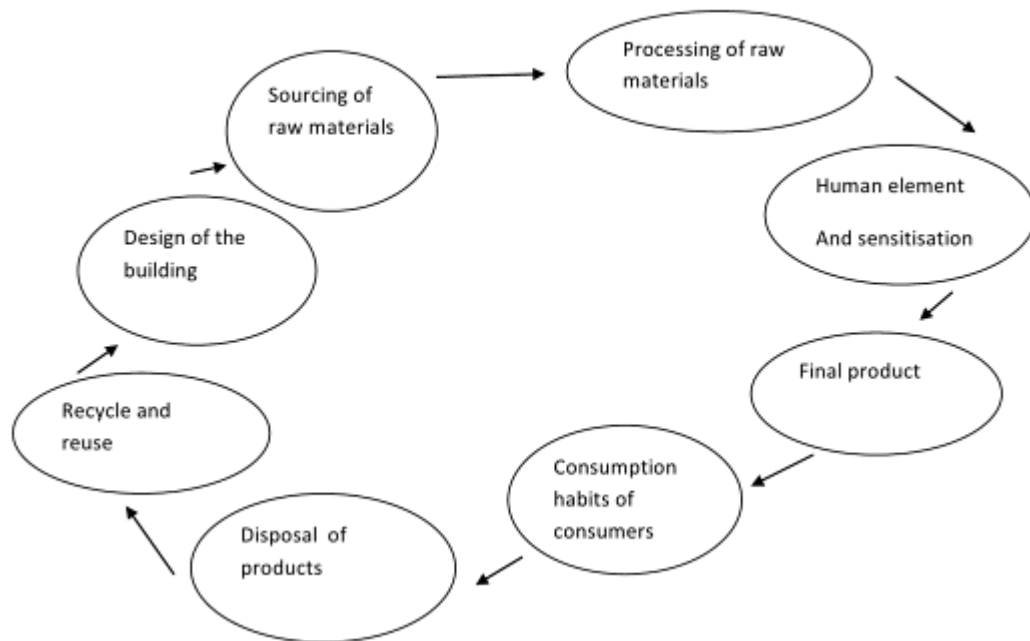 Processing of raw
materials
Sourcing of
raw materials
Human element
And sensitisation
Design of the
building
Final product
Recycle and
reuse
Consumption
habits of
consumers
Disposal of
products